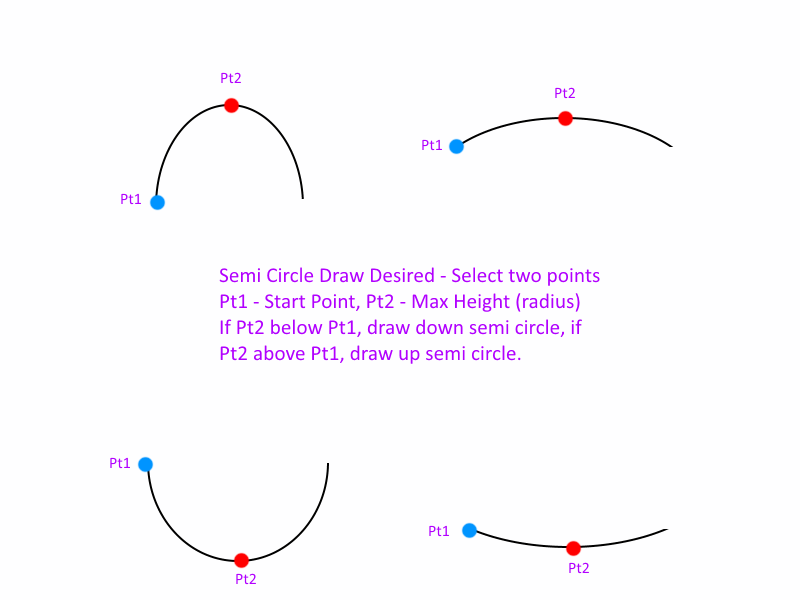 Pt2
Pt2
Pt1
Pt1
Semi Circle Draw Desired - Select two points
Pt1 - Start Point, Pt2 - Max Height (radius)
If Pt2 below Pt1, draw down semi circle, if
Pt2 above Pt1, draw up semi circle.
Pt1
Pt1
Pt2
Pt2